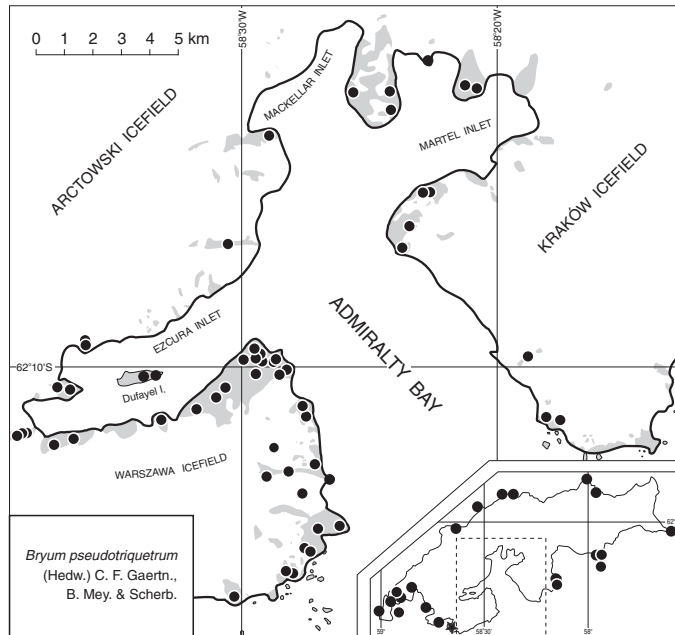 58°30'W
58°20'W
0 1 2 3 4 5 km
ARCTOWSKI ICEFIELD
MACKELLAR INLET
MARTEL INLET
KRAKÓW ICEFIELD
ADMIRALTY BAY
EZCURA INLET
62°10'S
Dufayel I.
WARSZAWA ICEFIELD
Bryum pseudotriquetrum
(Hedw.) C. F. Gaertn.,
B. Mey. & Scherb.
62°
59°
58°30'
58°